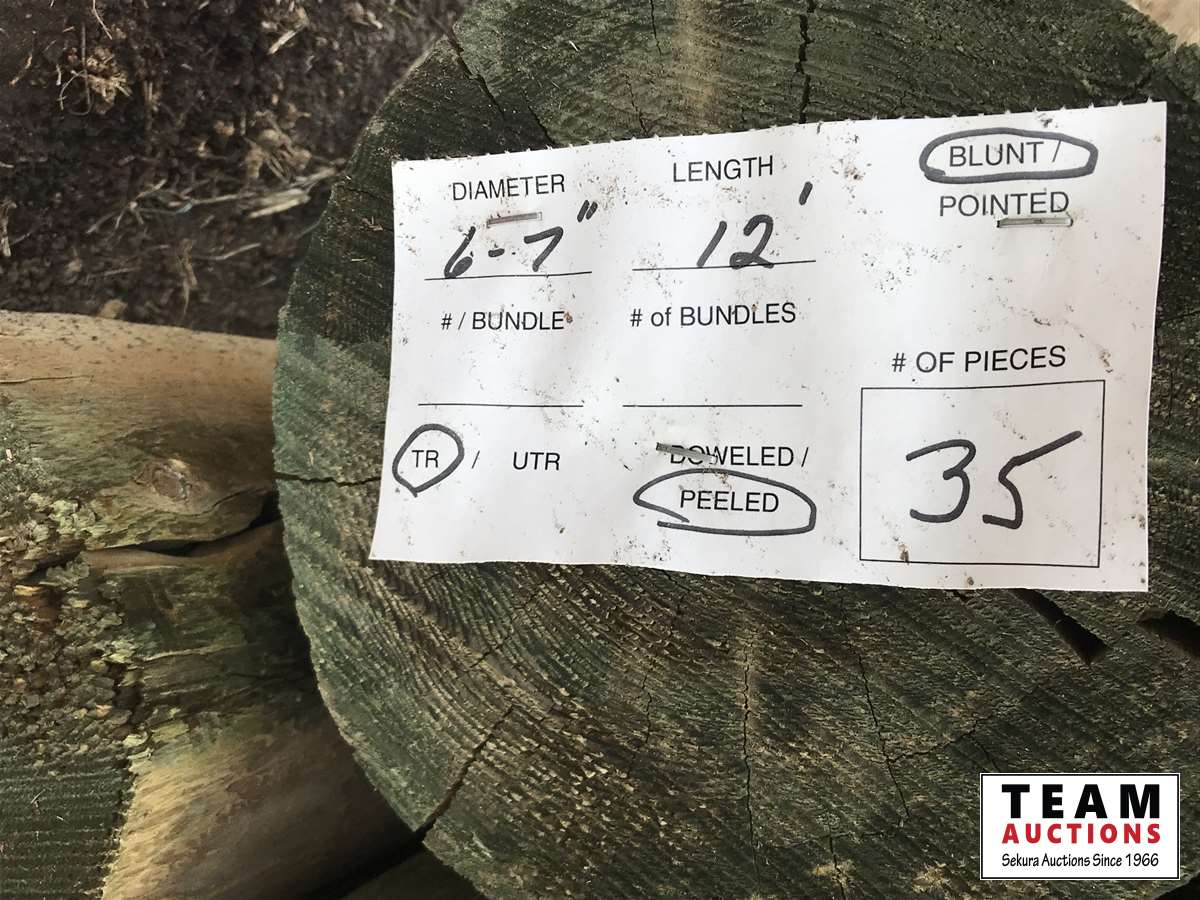 DIAMETER LENGTH BLUNT /
POINTED
6-7" 12'
# / BUNDLE # of BUNDLES
# OF PIECES
35
TR / UTR DOWELED /
PEELED
TEAM
AUCTIONS
Sekura Auctions Since 1966